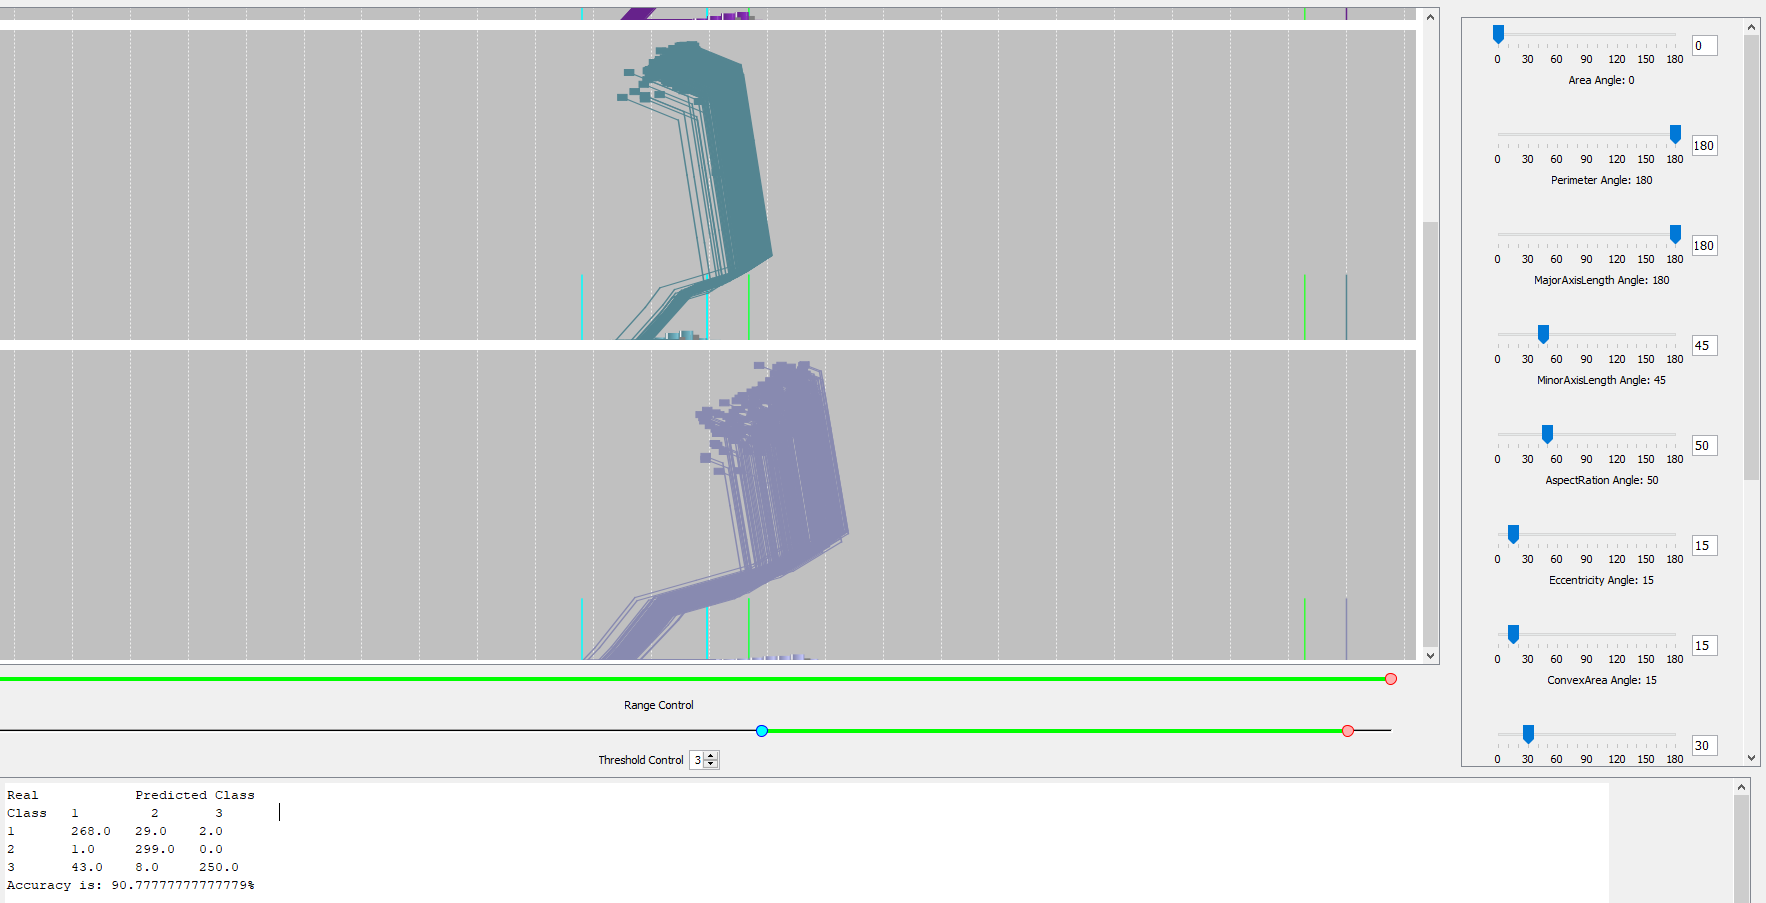 0
0 30 60 90 120 150 180
Area Angle: 0
180
0 30 60 90 120 150 180
Perimeter Angle: 180
180
0 30 60 90 120 150 180
MajorAxisLength Angle: 180
45
0 30 60 90 120 150 180
MinorAxisLength Angle: 45
50
0 30 60 90 120 150 180
AspectRation Angle: 50
15
0 30 60 90 120 150 180
Eccentricity Angle: 15
15
0 30 60 90 120 150 180
ConvexArea Angle: 15
30
0 30 60 90 120 150 180
Range Control
Threshold Control 3
Real Predicted Class
Class 1 2 3
1 268.0 29.0 2.0
2 1.0 299.0 0.0
3 43.0 8.0 250.0
Accuracy is: 90.77777777777779%